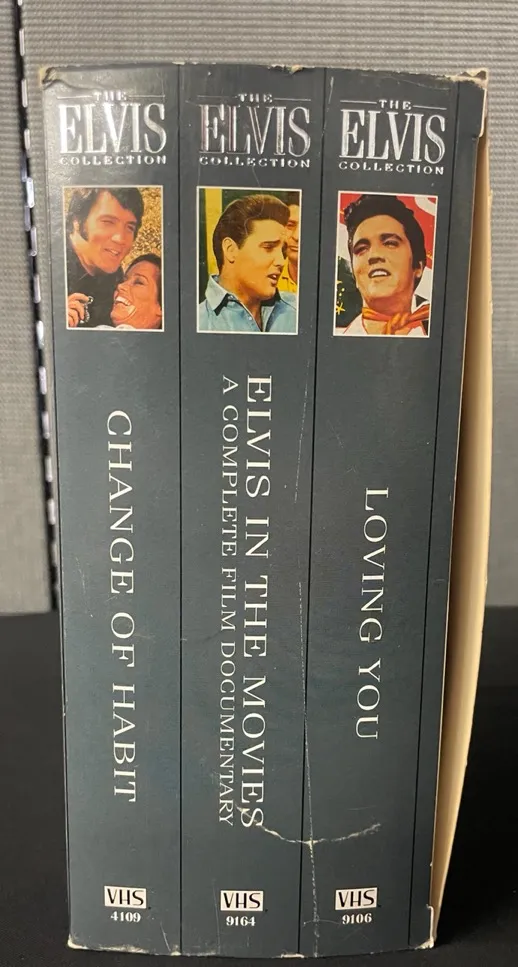 THE
ELVIS
COLLECTION
CHANGE OF HABIT
VHS
4109
THE
ELVIS
COLLECTION
ELVIS IN THE MOVIES
A COMPLETE FILM DOCUMENTARY
VHS
9164
THE
ELVIS
COLLECTION
LOVING YOU
VHS
9106